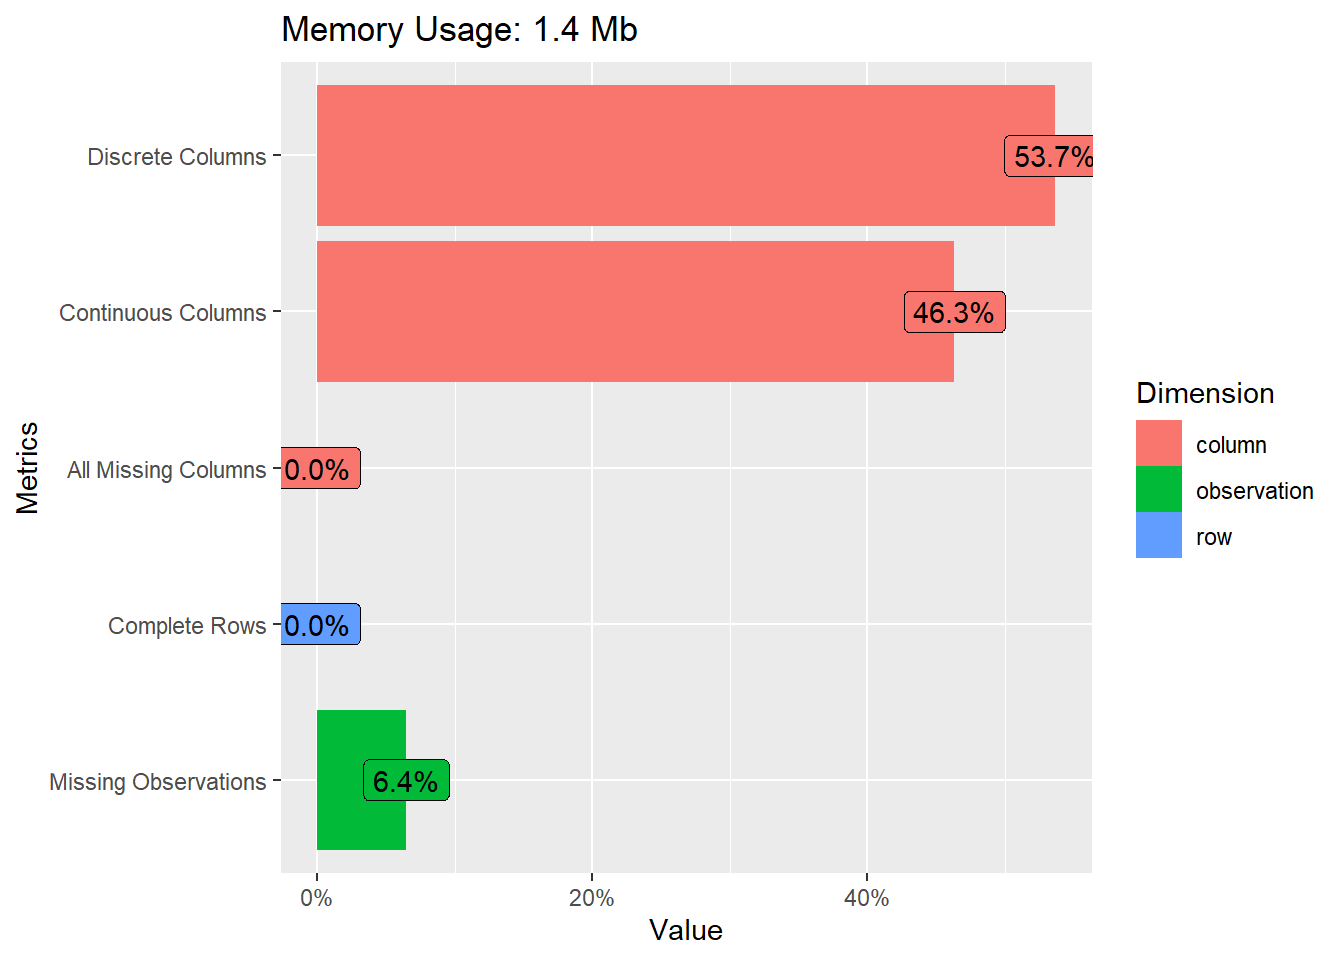 Memory Usage: 1.4 Mb
Discrete Columns
53.7%
Continuous Columns
46.3%
All Missing Columns
0.0%
Complete Rows
0.0%
Missing Observations
6.4%
Metrics
0%
20%
40%
Value
Dimension
column
observation
row